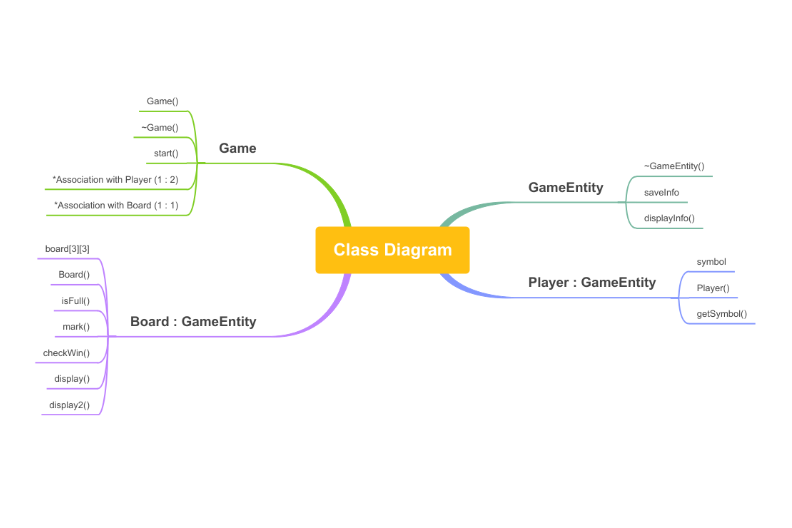 Class Diagram
Game
Game()
~Game()
start()
*Association with Player (1 : 2)
*Association with Board (1 : 1)
Board : GameEntity
board[3][3]
Board()
isFull()
mark()
checkWin()
display()
display2()
GameEntity
~GameEntity()
saveInfo
displayInfo()
Player : GameEntity
symbol
Player()
getSymbol()